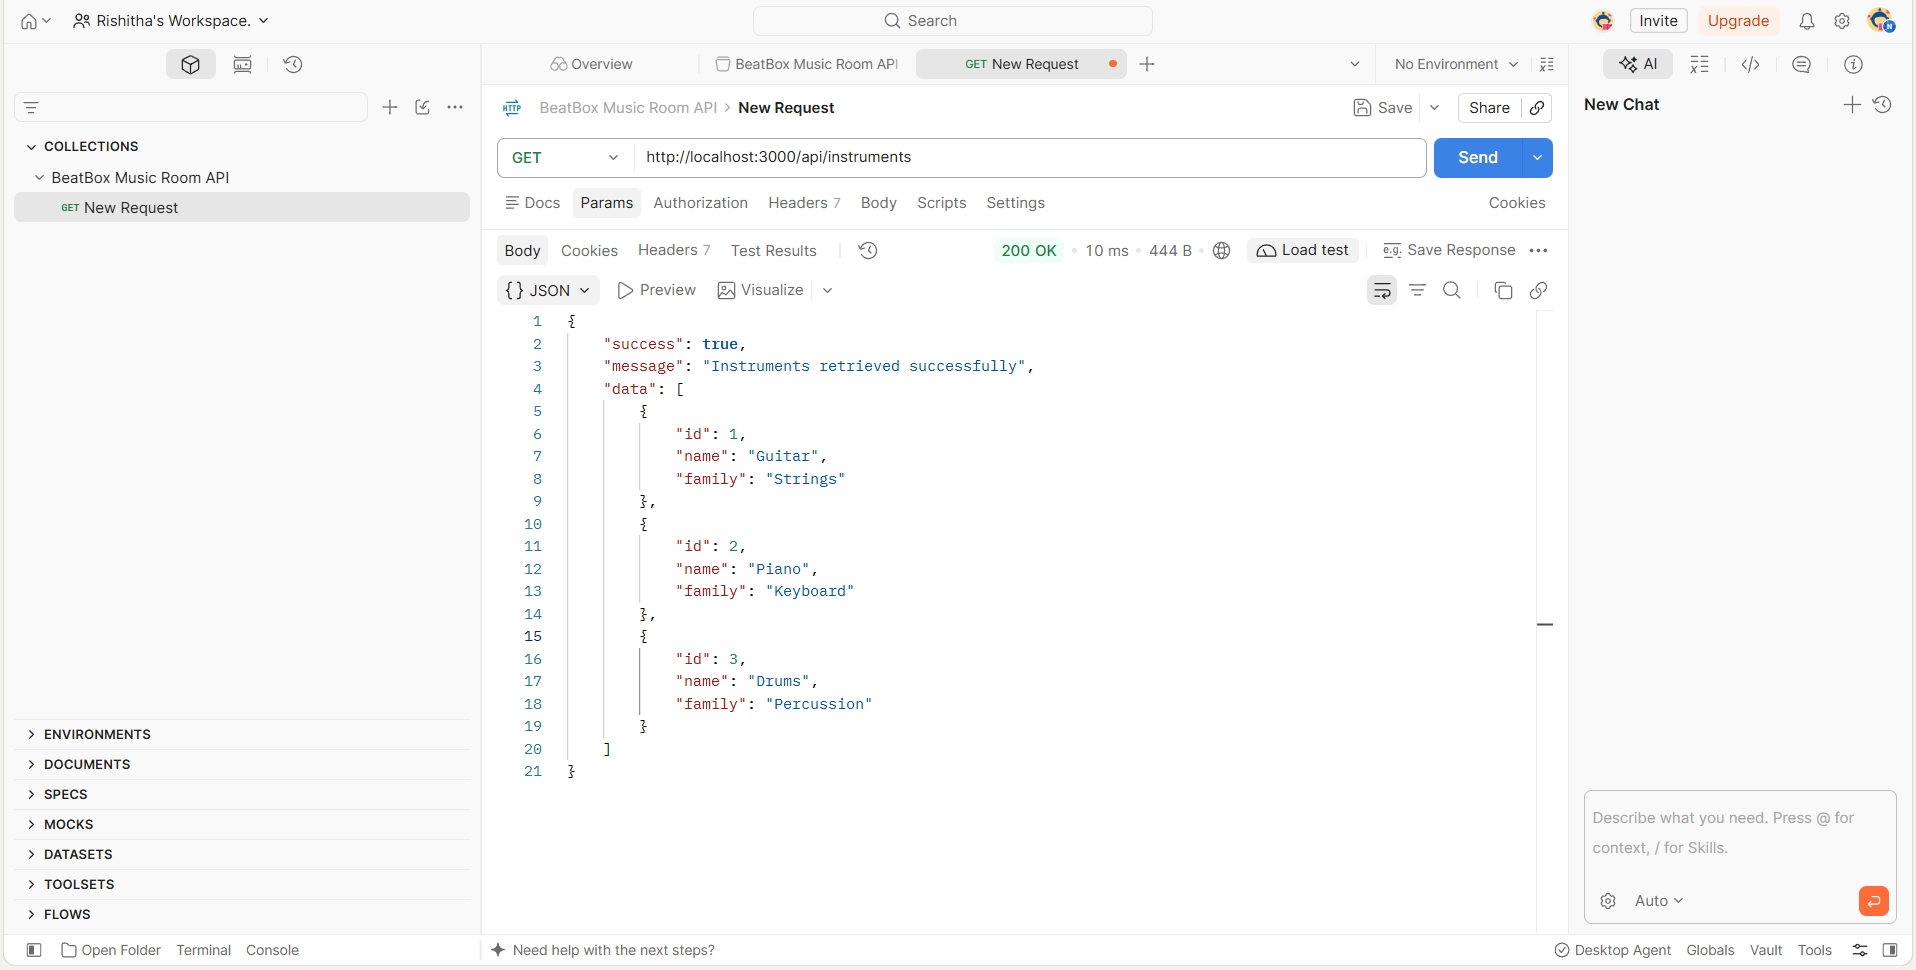 Rishitha's Workspace.
Search
Invite
Upgrade
Overview
BeatBox Music Room API
GET New Request
No Environment
AI
COLLECTIONS
BeatBox Music Room API
GET New Request
HTTP
BeatBox Music Room API > New Request
Save
Share
GET
http://localhost:3000/api/instruments
Send
Docs
Params
Authorization
Headers 7
Body
Scripts
Settings
Cookies
Body
Cookies
Headers 7
Test Results
200 OK • 10 ms • 444 B
Load test
e.g. Save Response
{} JSON
Preview
Visualize
1 {
2 "success": true,
3 "message": "Instruments retrieved successfully",
4 "data": [
5 {
6 "id": 1,
7 "name": "Guitar",
8 "family": "Strings"
9 },
10 {
11 "id": 2,
12 "name": "Piano",
13 "family": "Keyboard"
14 },
15 {
16 "id": 3,
17 "name": "Drums",
18 "family": "Percussion"
19 }
20 ]
21 }
ENVIRONMENTS
DOCUMENTS
SPECS
MOCKS
DATASETS
TOOLSETS
FLOWS
New Chat
Describe what you need. Press @ for
context, / for Skills.
Auto
Open Folder
Terminal
Console
Need help with the next steps?
Desktop Agent
Globals
Vault
Tools